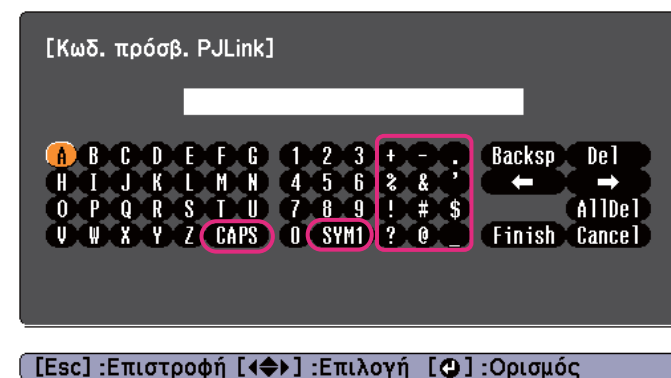 [Κωδ. πρόσβ. PJLink]
A B C D E F G 1 2 3 + - . Backsp Del
H I J K L M N 4 5 6 % & ' ← →
O P Q R S T U 7 8 9 ! # $ AllDel
V W X Y Z CAPS 0 SYM1 ? @ _ Finish Cancel
[Esc] :Επιστροφή [◀◆▶] :Επιλογή [⏎] :Ορισμός